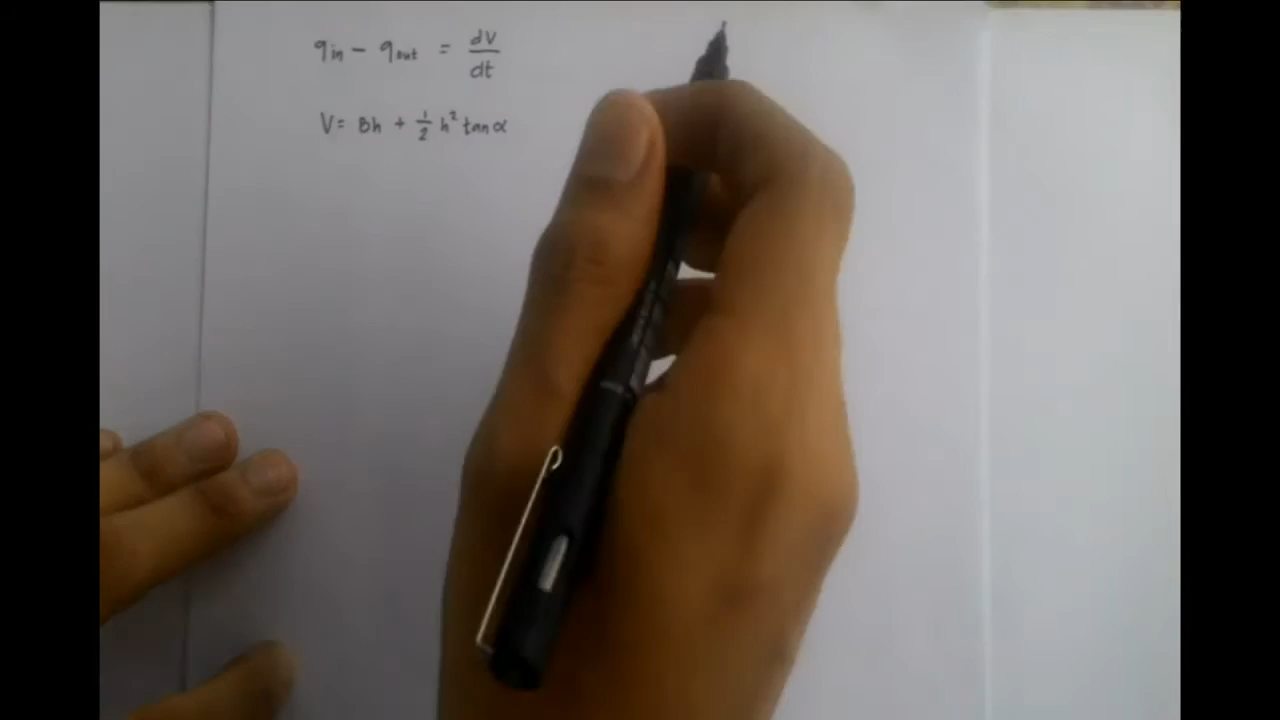 qin - qout = dV/dt
V= Bh + 1/2 h² tan α